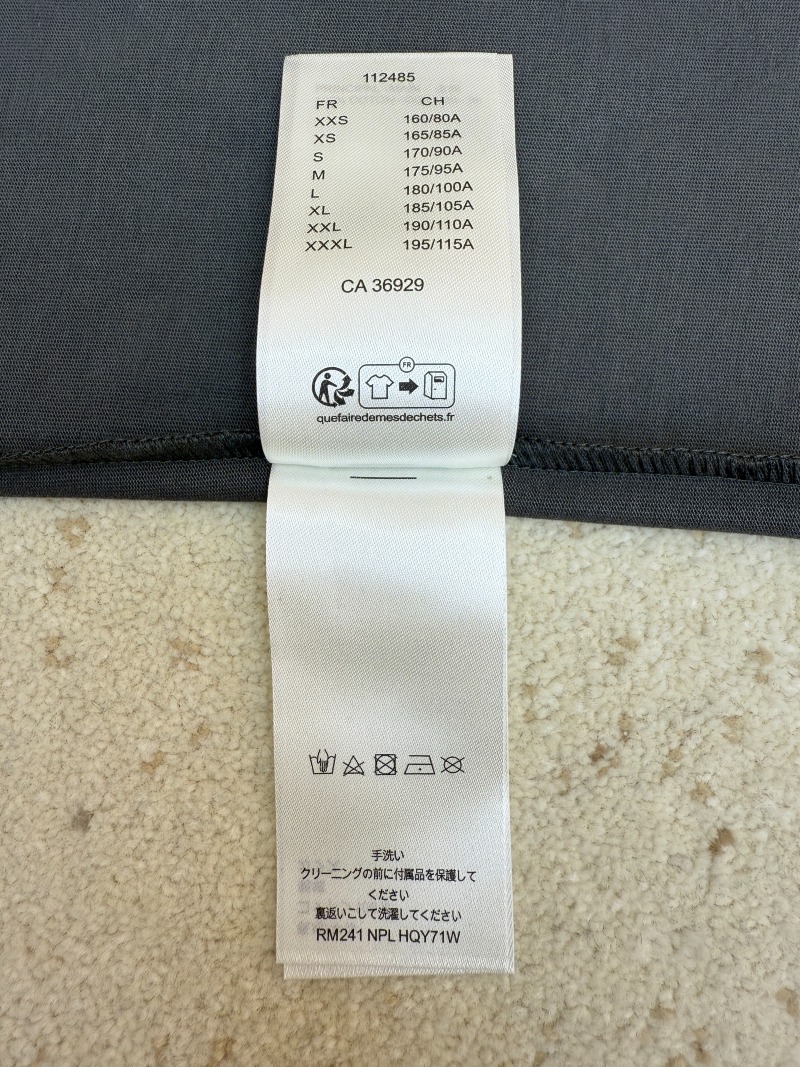 112485
FR CH
XXS 160/80A
XS 165/85A
S 170/90A
M 175/95A
L 180/100A
XL 185/105A
XXL 190/110A
XXXL 195/115A
CA 36929
FR
quefairedemesdechets.fr
手洗い
クリーニングの前に付属品を保護して
ください
裏返いこして洗濯してください
RM241 NPL HQY71W